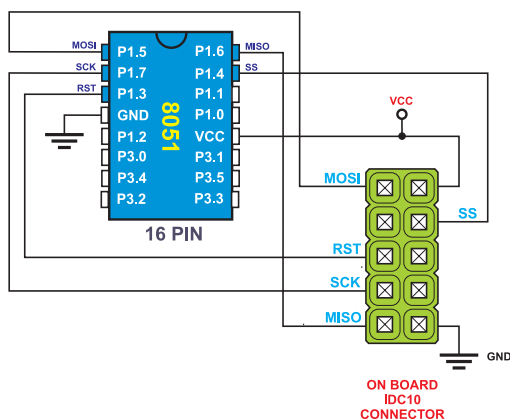 MOSI P1.5 P1.6 MISO
SCK P1.7 P1.4 SS
RST P1.3 P1.1
GND P1.0
P1.2 VCC
P3.0 P3.1
P3.4 P3.5
P3.2 P3.3
8051
16 PIN
VCC
MOSI
SS
RST
SCK
MISO
GND
ON BOARD
IDC10
CONNECTOR